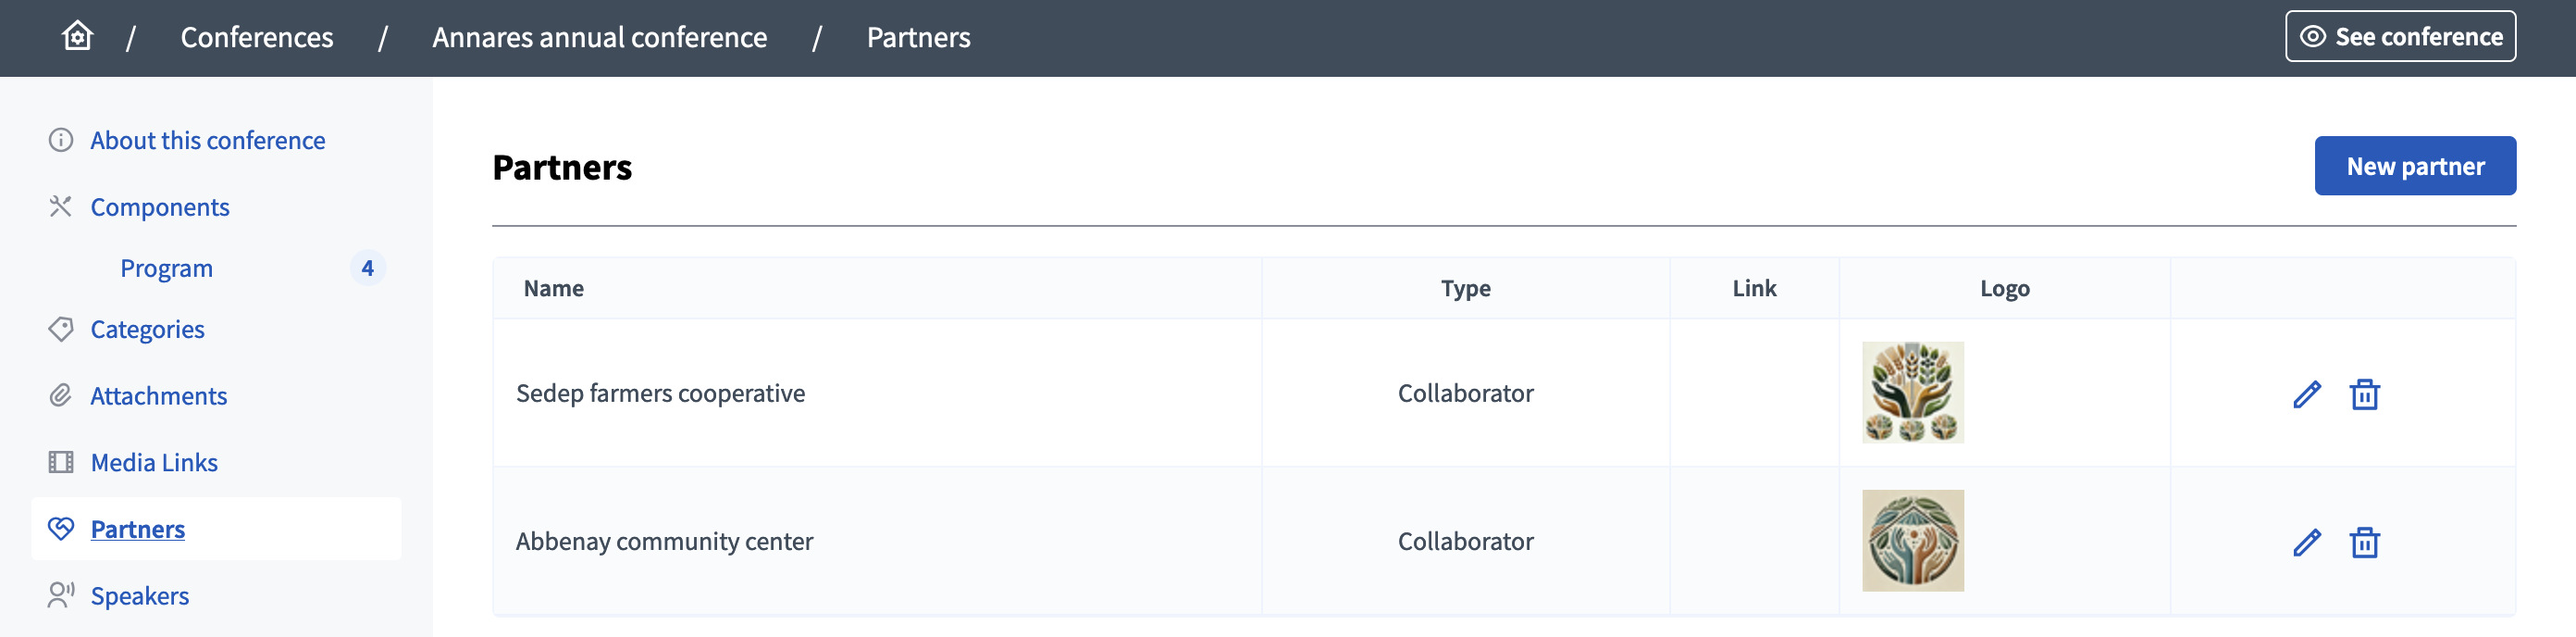 / Conferences / Annares annual conference / Partners
See conference
About this conference
Components
Program 4
Categories
Attachments
Media Links
Partners
Speakers
Partners
New partner
Name Type Link Logo
Sedep farmers cooperative Collaborator
Abbenay community center Collaborator